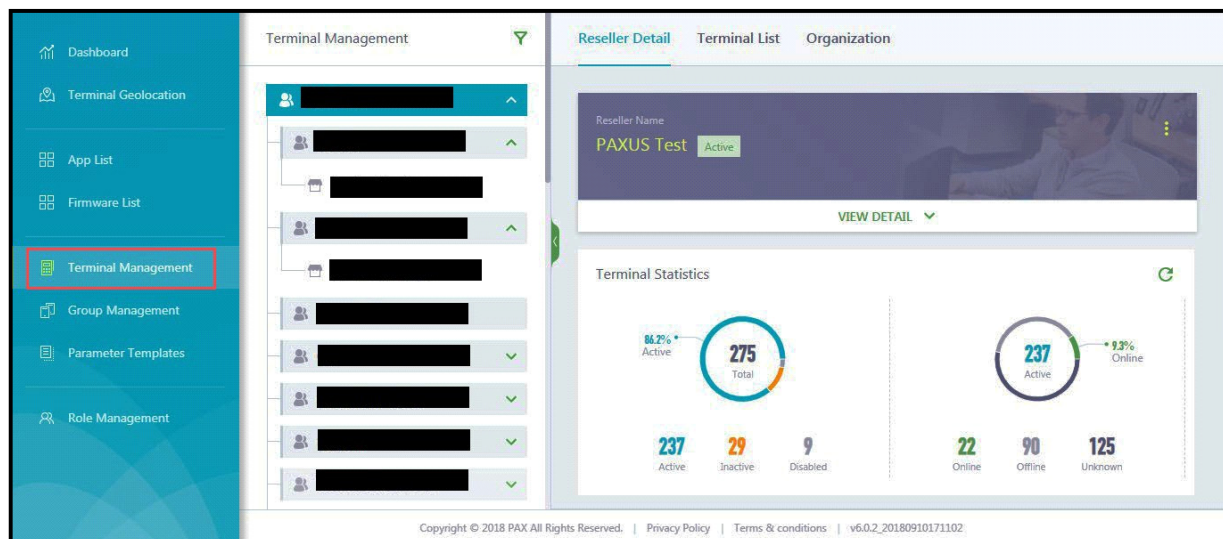 Dashboard
Terminal Geolocation
App List
Firmware List
Terminal Management
Group Management
Parameter Templates
Role Management
Terminal Management
Reseller Detail Terminal List Organization
Reseller Name
PAXUS Test Active
VIEW DETAIL
Terminal Statistics
86.2%
Active
275
Total
237
Active
29
Inactive
9
Disabled
237
Active
9.3%
Online
22
Online
90
Offline
125
Unknown
Copyright © 2018 PAX All Rights Reserved. | Privacy Policy | Terms & conditions | v6.0.2_20180910171102